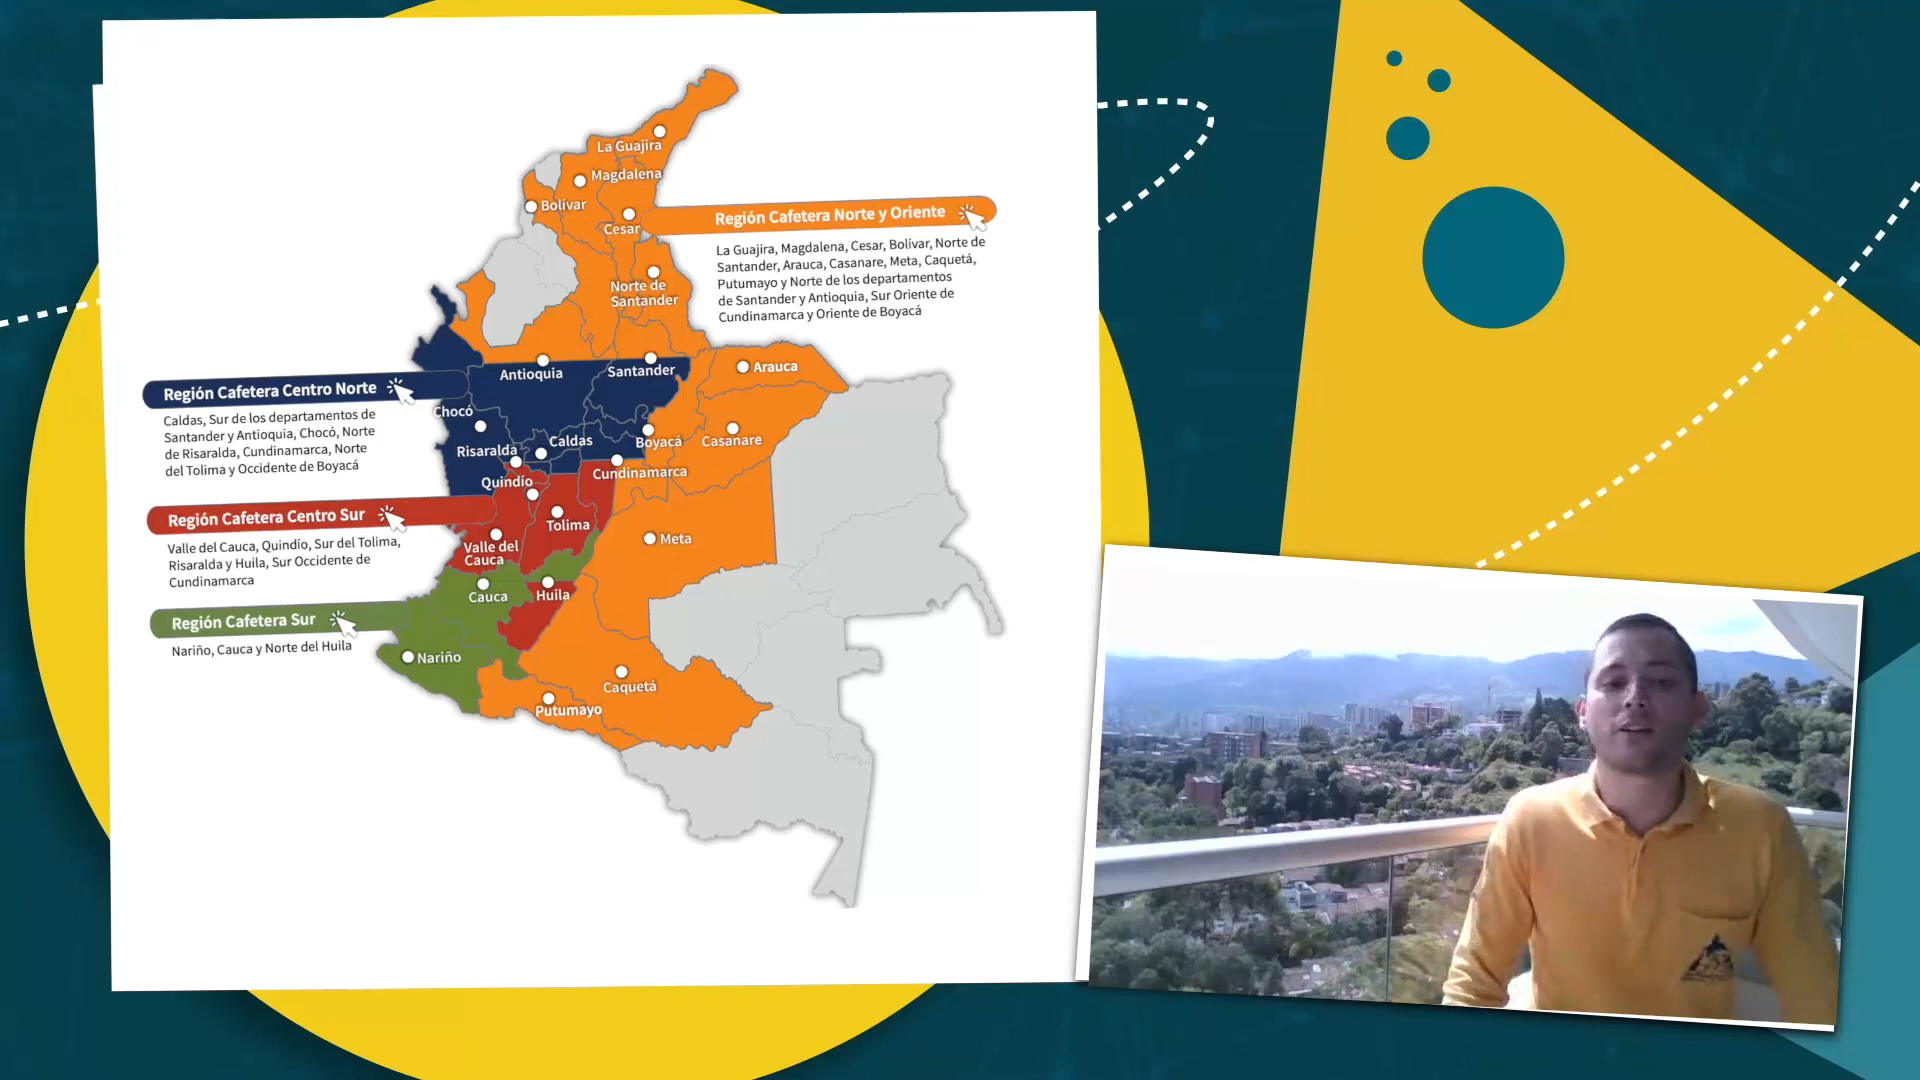 La Guajira
Magdalena
Bolívar
Cesar
Región Cafetera Norte y Oriente
La Guajira, Magdalena, Cesar, Bolívar, Norte de
Santander, Arauca, Casanare, Meta, Caquetá,
Putumayo y Norte de los departamentos
de Santander y Antioquia, Sur Oriente de
Cundinamarca y Oriente de Boyacá
Norte de
Santander
Antioquia
Santander
Arauca
Región Cafetera Centro Norte
Caldas, Sur de los departamentos de
Santander y Antioquia, Chocó, Norte
de Risaralda, Cundinamarca, Norte
del Tolima y Occidente de Boyacá
Chocó
Caldas
Boyacá
Casanare
Risaralda
Cundinamarca
Quindío
Región Cafetera Centro Sur
Valle del Cauca, Quindío, Sur del Tolima,
Risaralda y Huila, Sur Occidente de
Cundinamarca
Tolima
Meta
Valle del
Cauca
Cauca
Huila
Región Cafetera Sur
Nariño, Cauca y Norte del Huila
Nariño
Caquetá
Putumayo